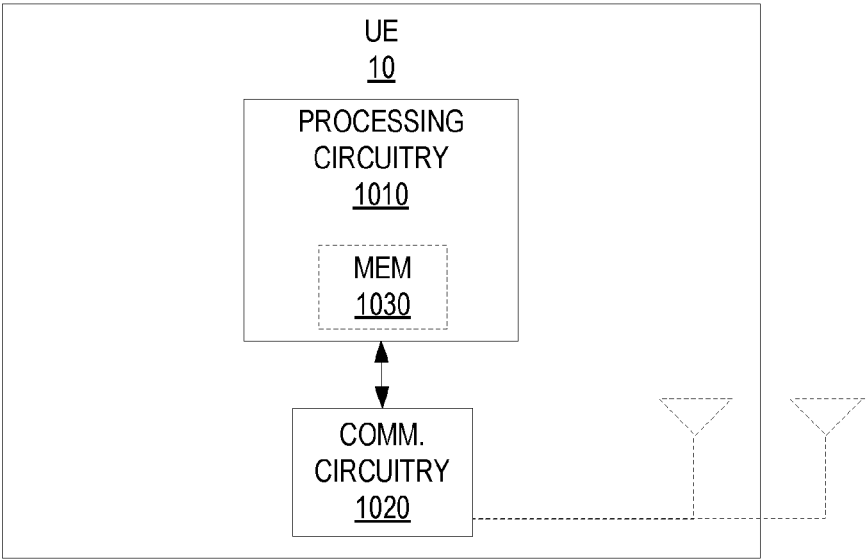 UE
10
PROCESSING
CIRCUITRY
1010
MEM
1030
COMM.
CIRCUITRY
1020